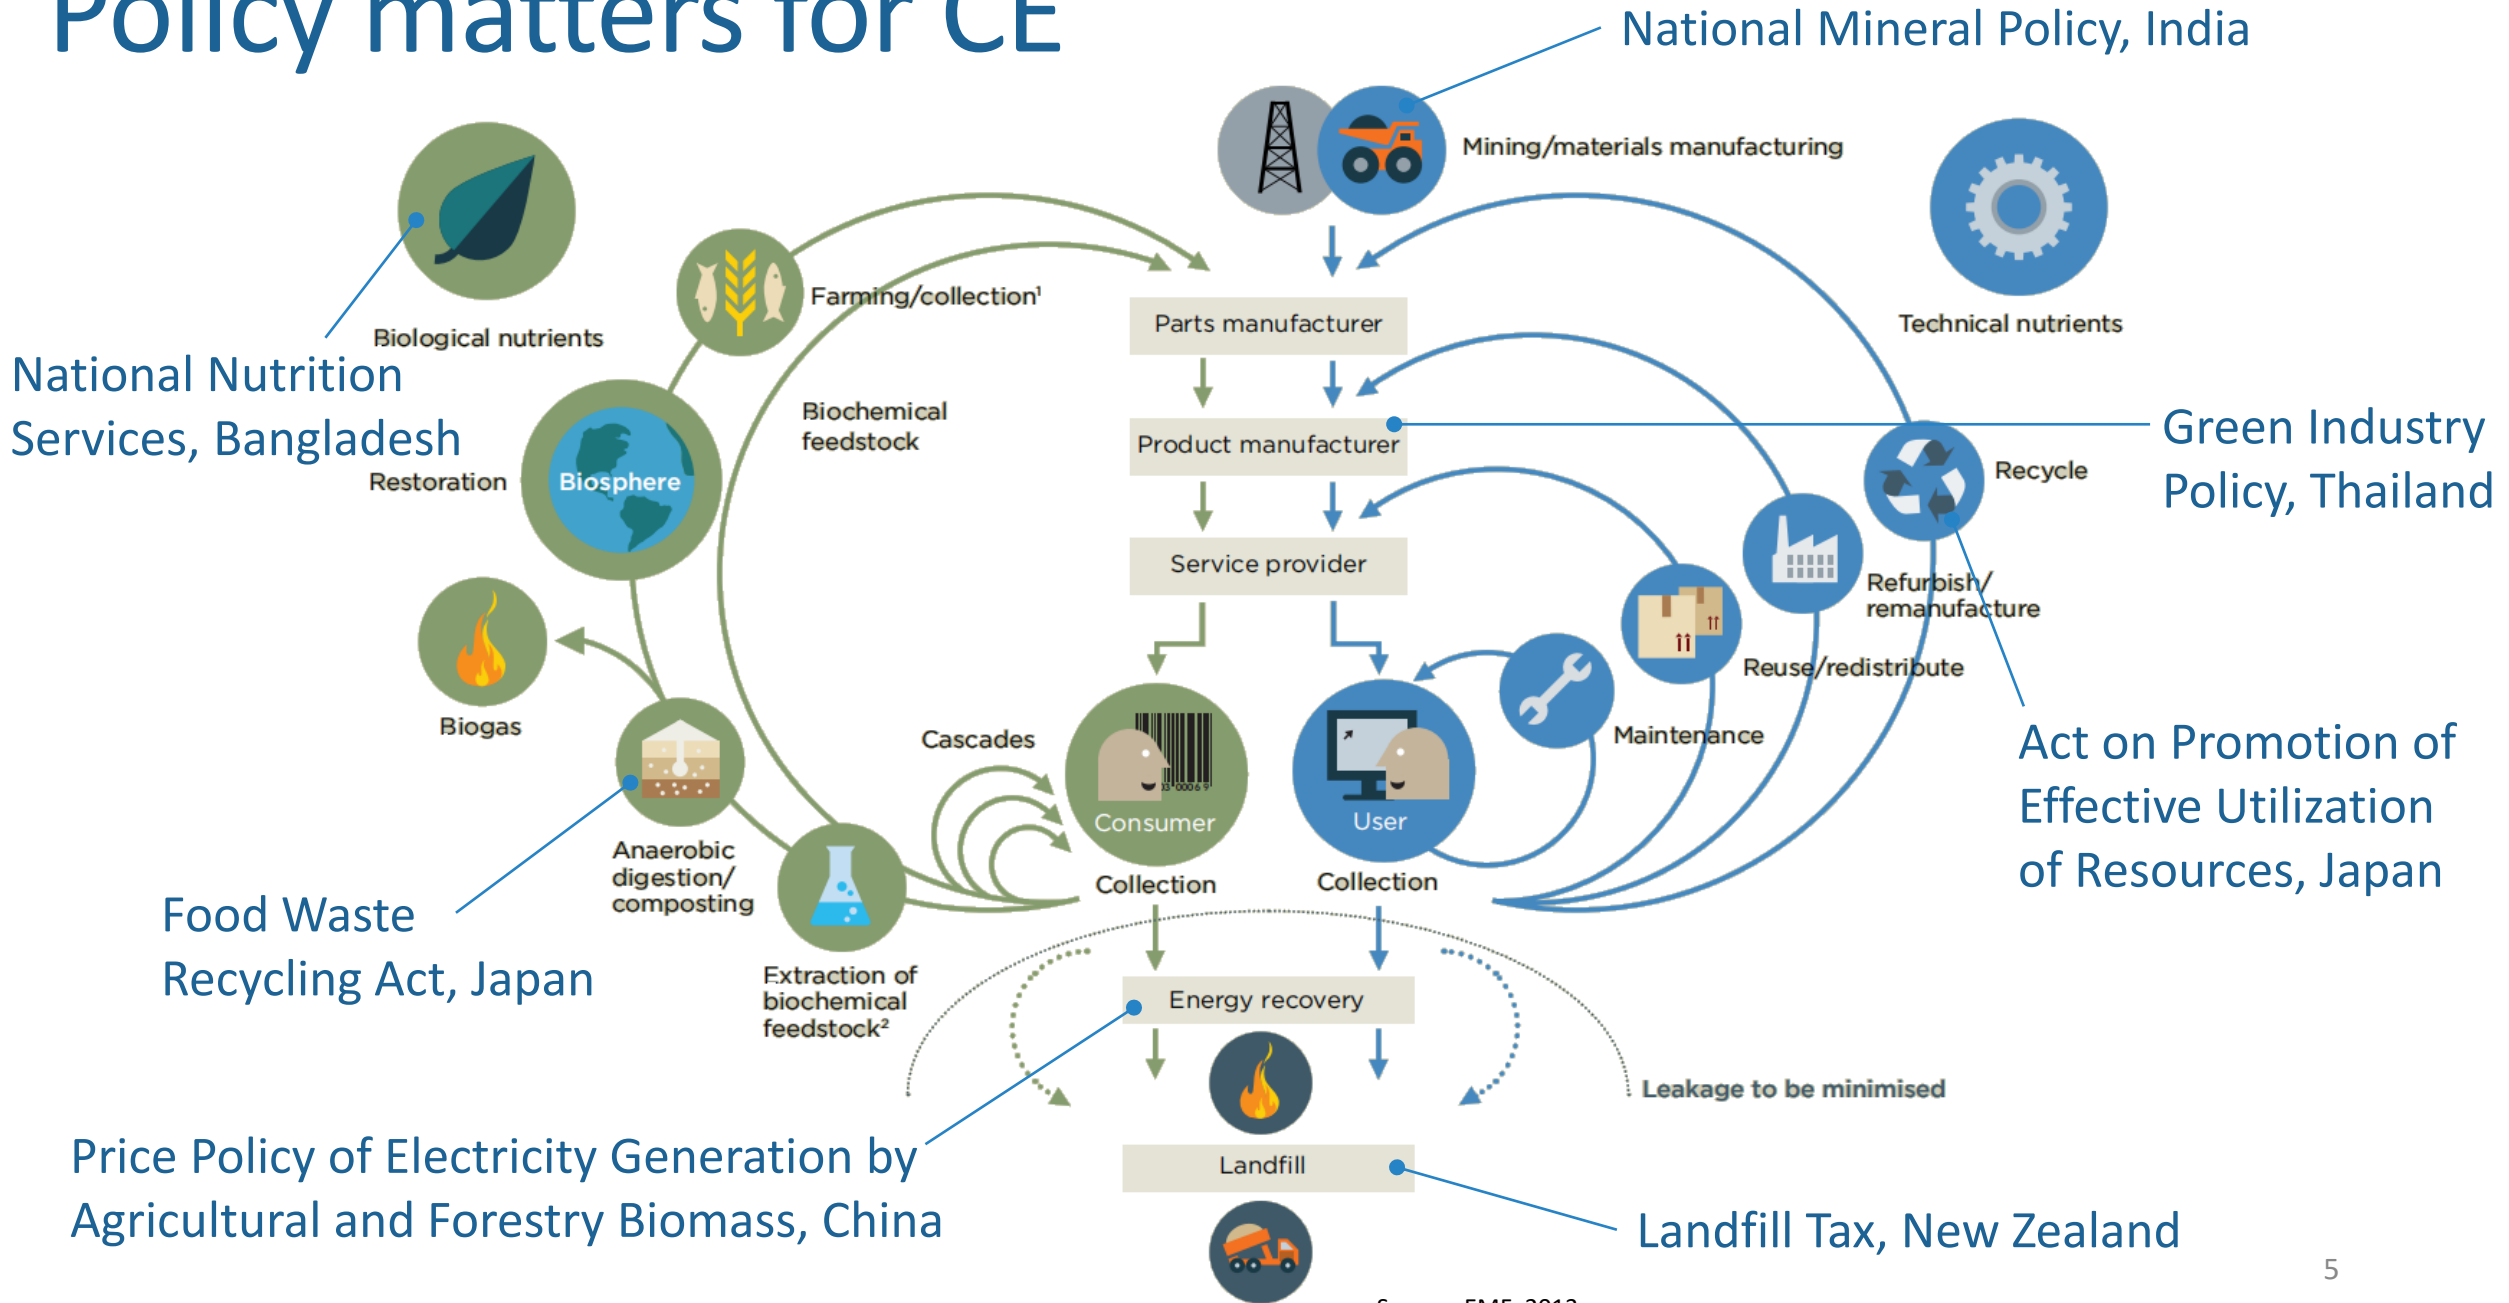 Policy matters for CE
National Mineral Policy, India
Mining/materials manufacturing
Biological nutrients
Farming/collection¹
Technical nutrients
Parts manufacturer
National Nutrition
Services, Bangladesh
Biochemical
feedstock
Restoration
Biosphere
Product manufacturer
Green Industry
Policy, Thailand
Recycle
Service provider
Refurbish/
remanufacture
Reuse/redistribute
Maintenance
Biogas
Cascades
03 00069
Consumer
User
Act on Promotion of
Effective Utilization
of Resources, Japan
Anaerobic
digestion/
composting
Collection
Collection
Food Waste
Recycling Act, Japan
Extraction of
biochemical
feedstock²
Energy recovery
Leakage to be minimised
Price Policy of Electricity Generation by
Agricultural and Forestry Biomass, China
Landfill
Landfill Tax, New Zealand
5